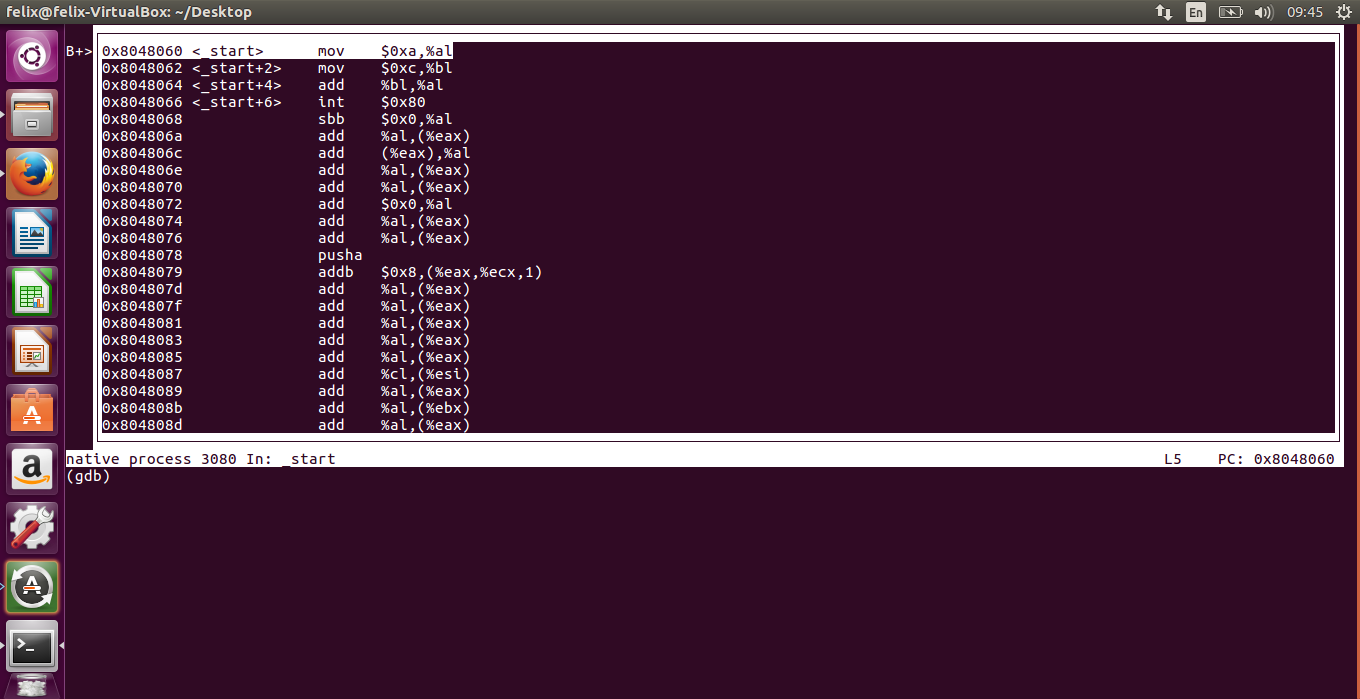 felix@felix-VirtualBox: ~/Desktop En 09:45
B+> 0x8048060 <_start> mov $0xa,%al
0x8048062 <_start+2> mov $0xc,%bl
0x8048064 <_start+4> add %bl,%al
0x8048066 <_start+6> int $0x80
0x8048068 sbb $0x0,%al
0x804806a add %al,(%eax)
0x804806c add (%eax),%al
0x804806e add %al,(%eax)
0x8048070 add %al,(%eax)
0x8048072 add $0x0,%al
0x8048074 add %al,(%eax)
0x8048076 add %al,(%eax)
0x8048078 pusha
0x8048079 addb $0x8,(%eax,%ecx,1)
0x804807d add %al,(%eax)
0x804807f add %al,(%eax)
0x8048081 add %al,(%eax)
0x8048083 add %al,(%eax)
0x8048085 add %al,(%eax)
0x8048087 add %cl,(%esi)
0x8048089 add %al,(%eax)
0x804808b add %al,(%ebx)
0x804808d add %al,(%eax)
native process 3080 In: _start L5 PC: 0x8048060
(gdb)